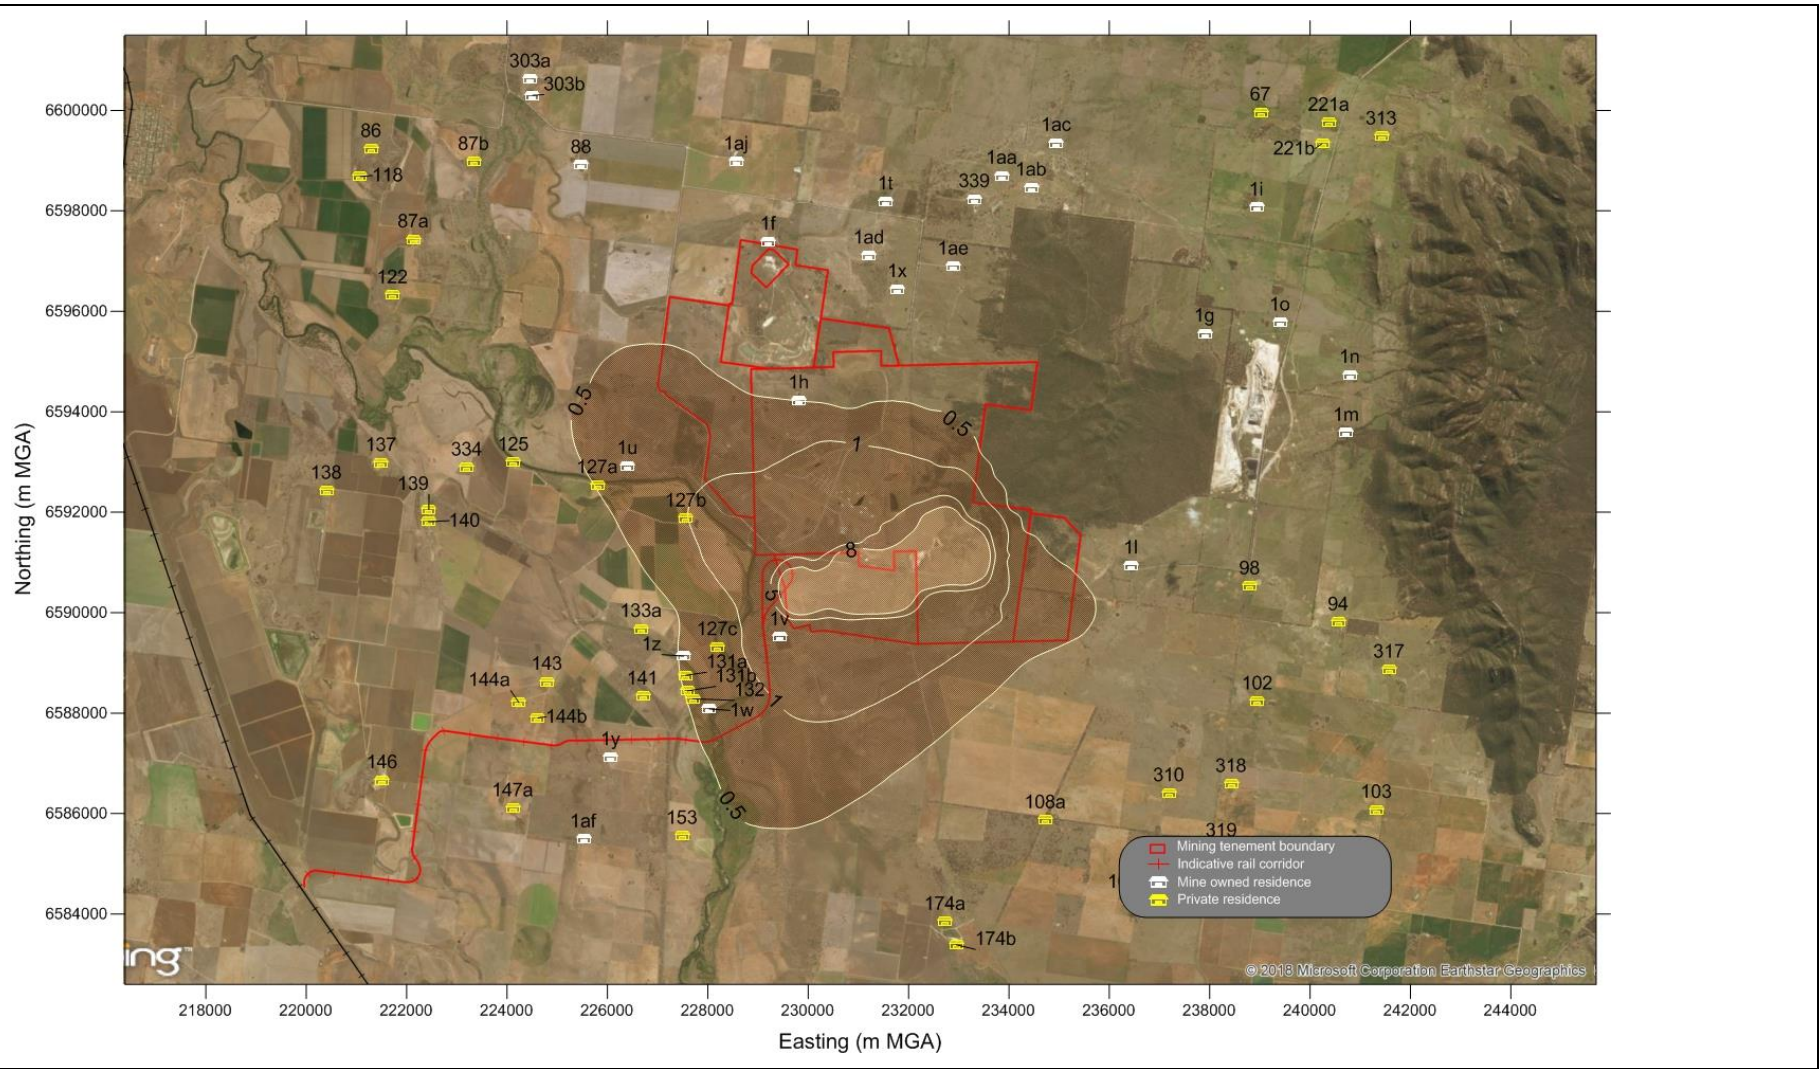 303a
303b
6600000
67
221a
313
86
87b
88
1aj
1ac
221b
118
1aa
1ab
339
1t
1i
6598000
87a
1f
1ad
1ae
122
1x
6596000
1g
1o
1n
1h
0.5
6594000
0.5
1m
137
334
125
1u
1
138
139
127a
127b
6592000
140
8
1l
98
5
6590000
133a
127c
1v
94
1z
131a
131b
132
143
141
144a
144b
1w
1
317
102
6588000
1y
146
147a
0.5
310
318
103
6586000
1af
153
108a
319
Mining tenement boundary
Indicative rail corridor
Mine owned residence
Private residence
6584000
174a
174b
ing™
© 2018 Microsoft Corporation Earthstar Geographics
Northing (m MGA)
218000 220000 222000 224000 226000 228000 230000 232000 234000 236000 238000 240000 242000 244000
Easting (m MGA)